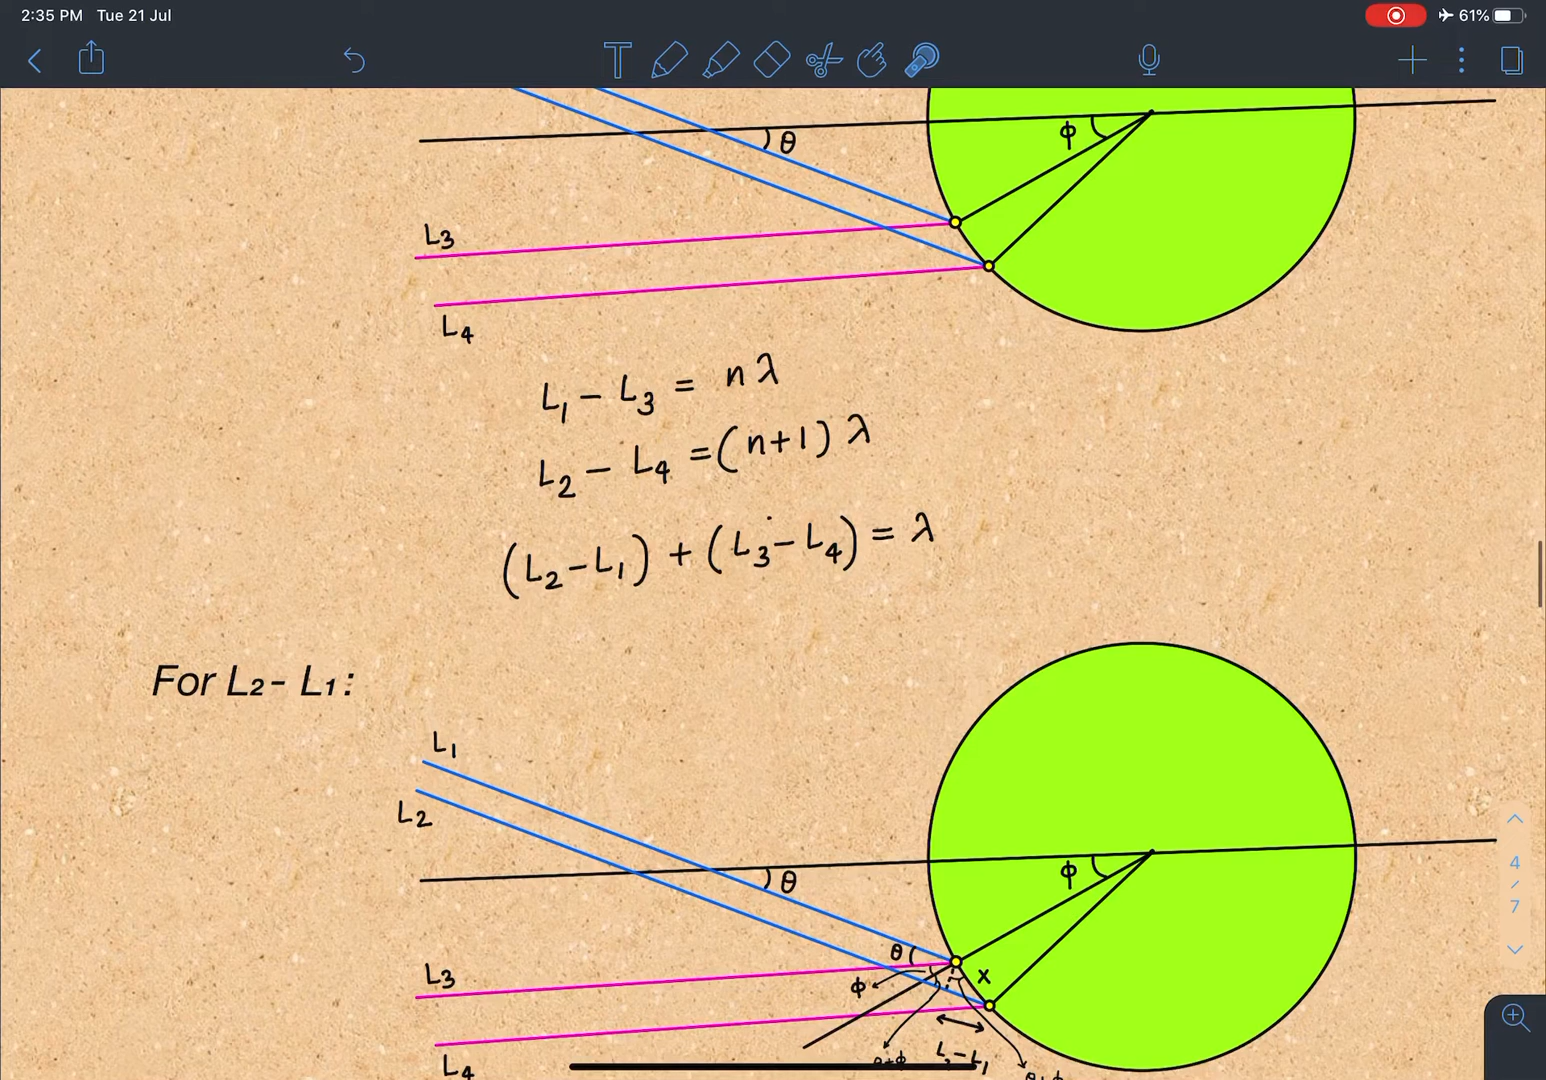 2:35 PM Tue 21 Jul
61%
T
θ
ϕ
L3
L4
L1 − L3 = nλ
L2 − L4 = (n+1) λ
(L2 − L1) + (L3 − L4) = λ
For L2 - L1 :
L1
L2
θ
ϕ
θ
L3
x
ϕ
4
7
L4
θ+ϕ
L2−L1
θ+ϕ